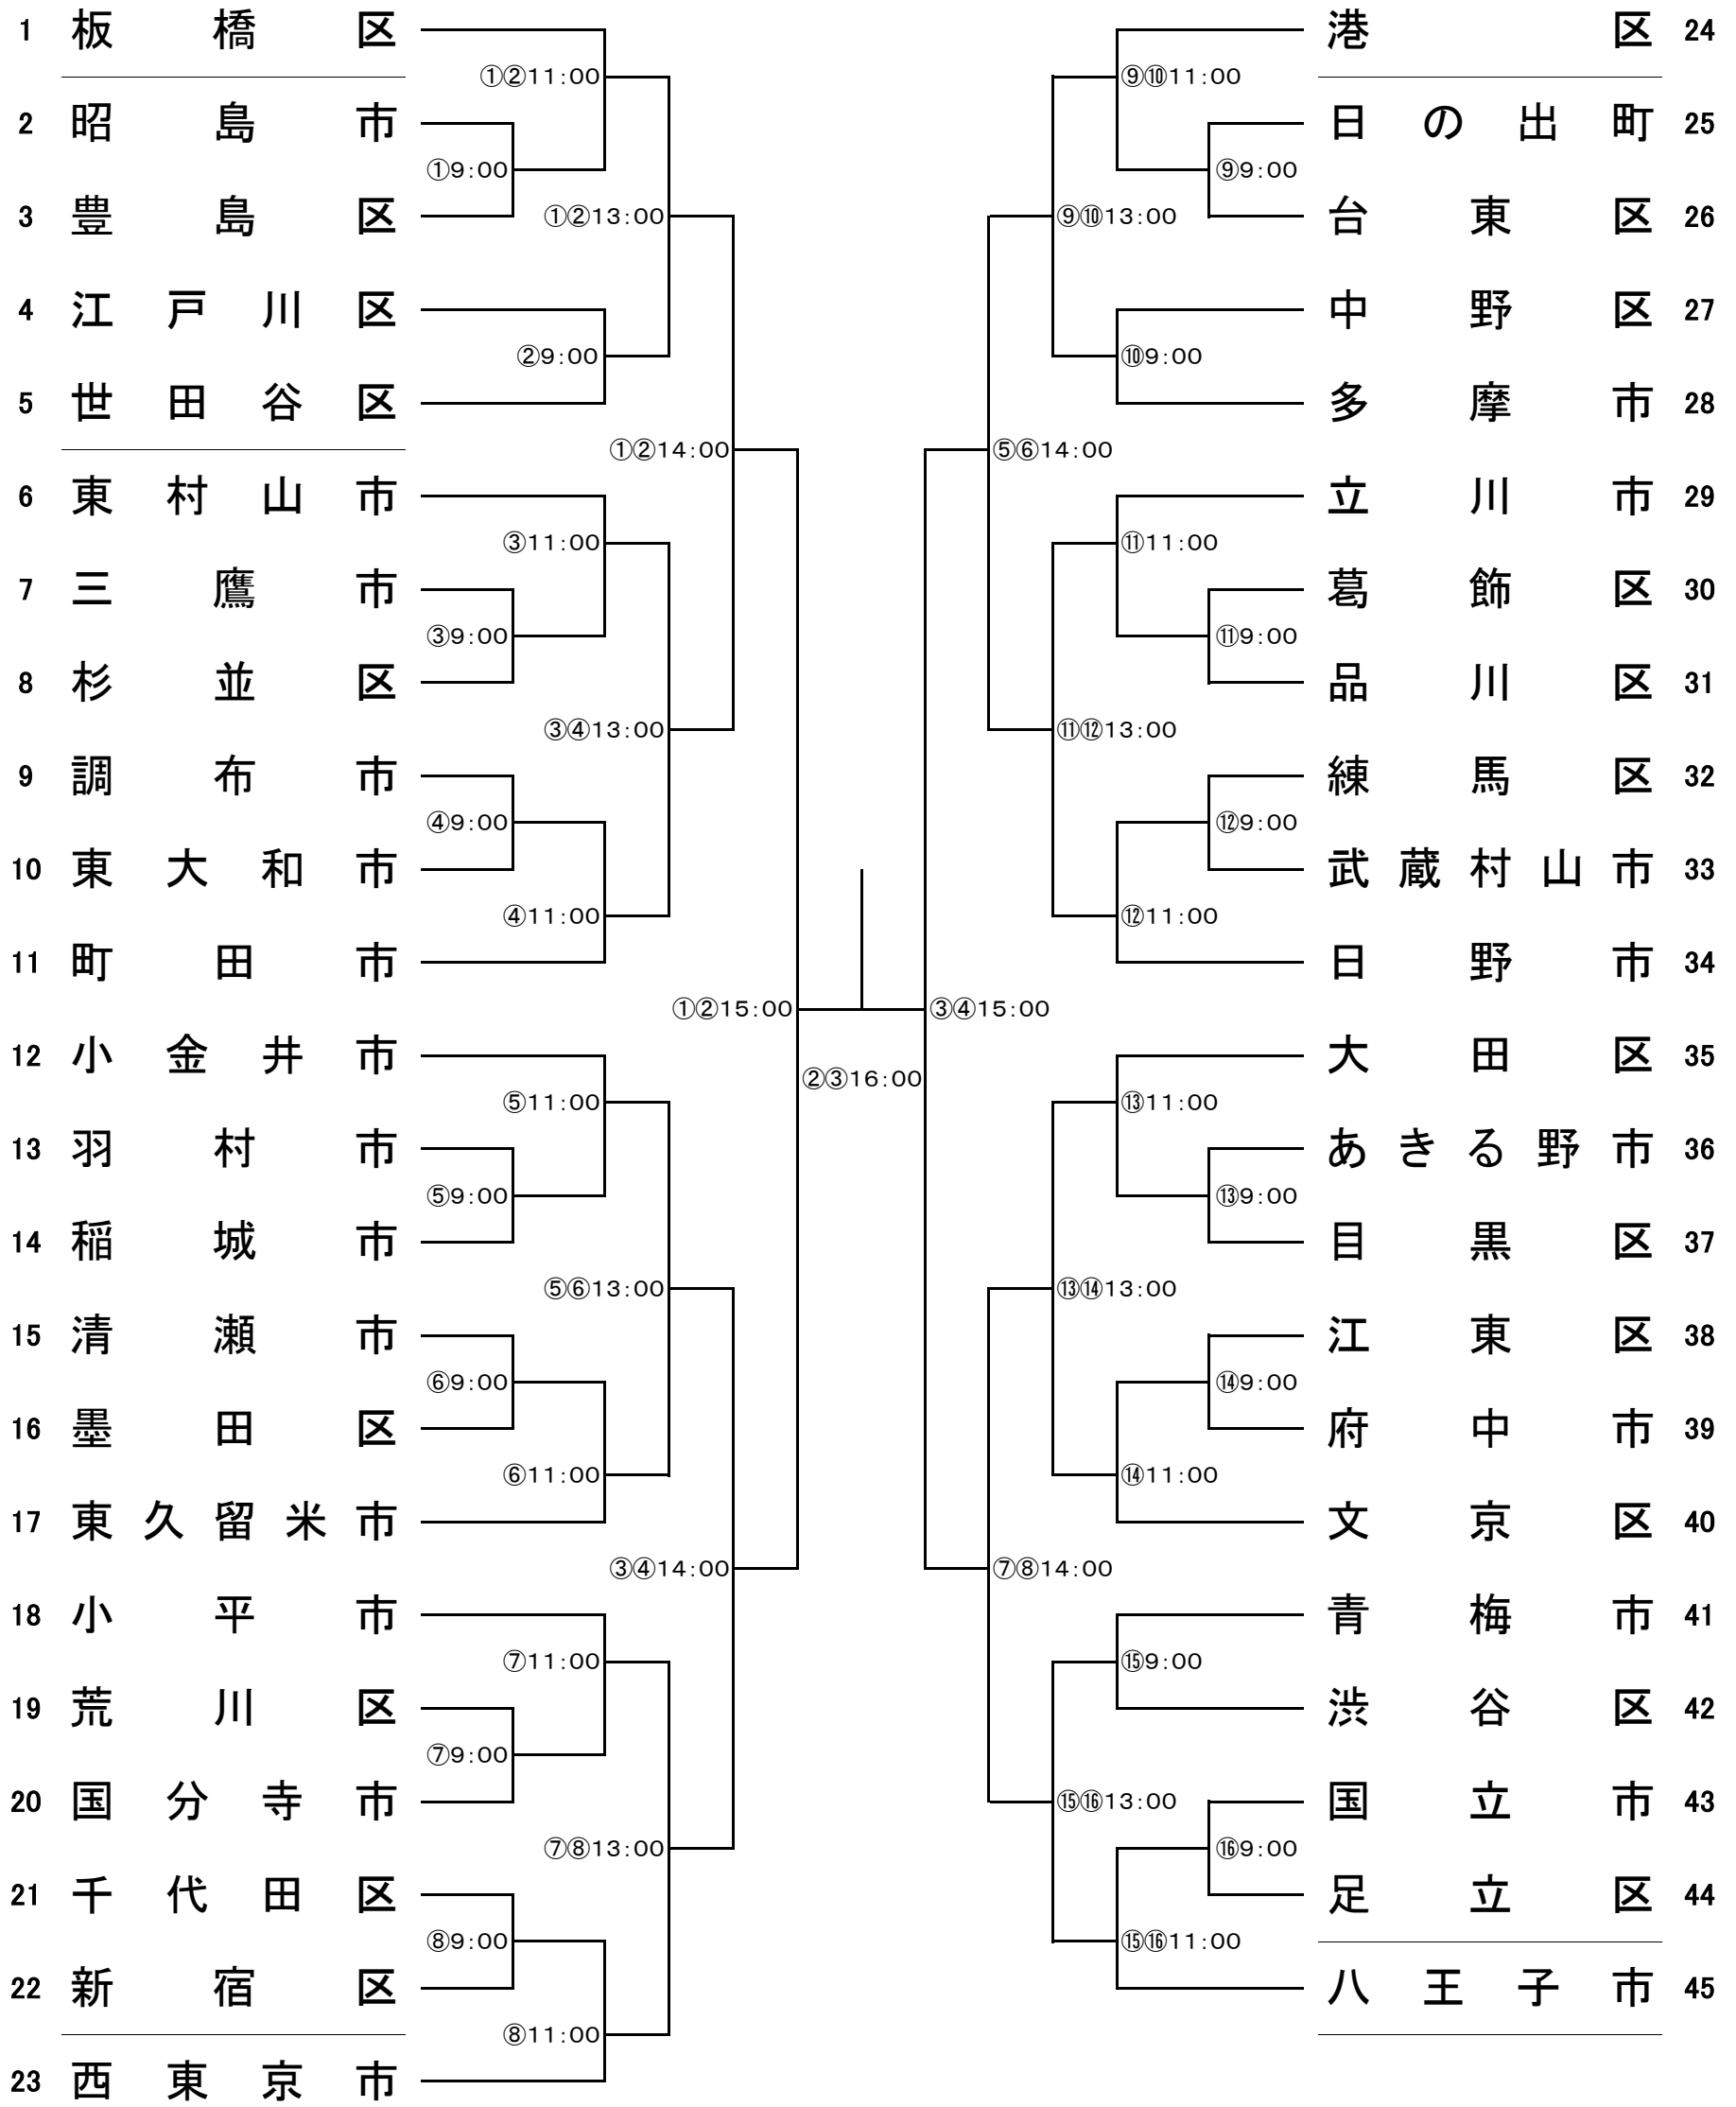 1 板橋区
①②11:00
2 昭島市
①9:00
3 豊島区
①②13:00
4 江戸川区
②9:00
5 世田谷区
①②14:00
6 東村山市
③11:00
7 三鷹市
③9:00
8 杉並区
③④13:00
9 調布市
④9:00
10 東大和市
④11:00
11 町田市
①②15:00
12 小金井市
⑤11:00
13 羽村市
⑤9:00
14 稲城市
⑤⑥13:00
15 清瀬市
⑥9:00
16 墨田区
⑥11:00
17 東久留米市
③④14:00
18 小平市
⑦11:00
19 荒川区
⑦9:00
20 国分寺市
⑦⑧13:00
21 千代田区
⑧9:00
22 新宿区
⑧11:00
23 西東京市
②③16:00
港区 24
⑨⑩11:00
日の出町 25
⑨9:00
台東区 26
⑨⑩13:00
中野区 27
⑩9:00
多摩市 28
⑤⑥14:00
立川市 29
⑪11:00
葛飾区 30
⑪9:00
品川区 31
⑪⑫13:00
練馬区 32
⑫9:00
武蔵村山市 33
⑫11:00
日野市 34
③④15:00
大田区 35
⑬11:00
あきる野市 36
⑬9:00
目黒区 37
⑬⑭13:00
江東区 38
⑭9:00
府中市 39
⑭11:00
文京区 40
⑦⑧14:00
青梅市 41
⑮9:00
渋谷区 42
⑮⑯13:00
国立市 43
⑯9:00
足立区 44
⑮⑯11:00
八王子市 45